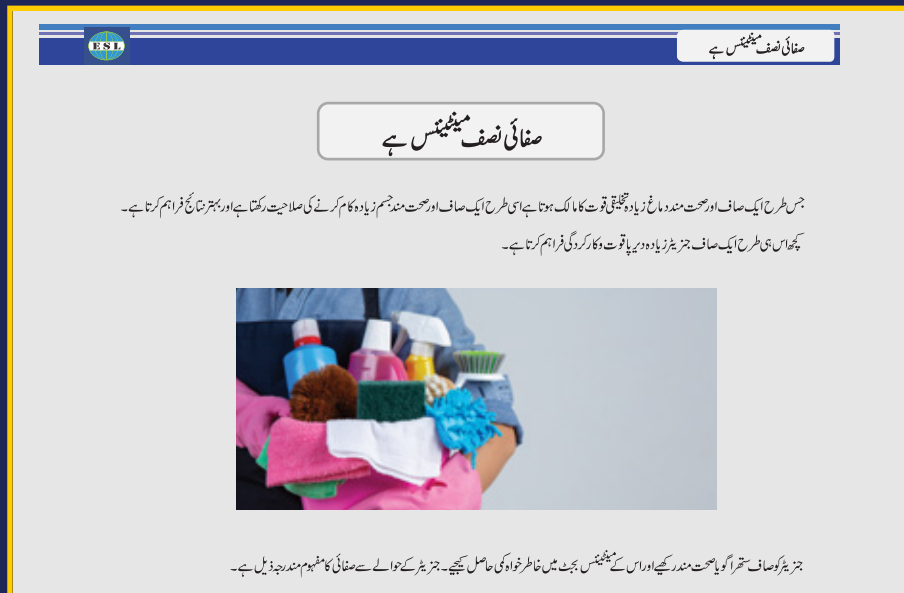 ESL
صفائی نصف مینٹیننس ہے
صفائی نصف مینٹیننس ہے
جس طرح ایک صاف اور صحت مند دماغ زیادہ تخلیقی قوت کا مالک ہوتا ہے اسی طرح ایک صاف اور صحت مند جسم زیادہ کام کرنے کی صلاحیت رکھتا ہے اور بہتر نتائج فراہم کرتا ہے۔
کچھ اس ہی طرح ایک صاف جنریٹر زیادہ دیر پا قوت و کارکردگی فراہم کرتا ہے۔
جنریٹر کو صاف ستھرا گویا صحت مند رکھیے اور اس کے مینٹیننس بجٹ میں خاطر خواہ کمی حاصل کیجیے۔ جنریٹر کے حوالے سے صفائی کا مفہوم مندرجہ ذیل ہے۔